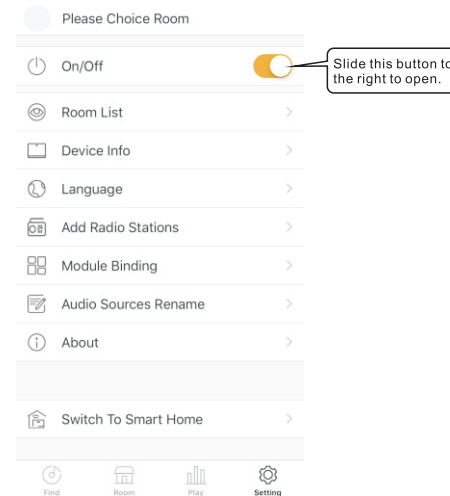 Please Choice Room
On/Off
Slide this button to
the right to open.
Room List
Device Info
Language
Add Radio Stations
Module Binding
Audio Sources Rename
About
Switch To Smart Home
Find
Room
Play
Setting